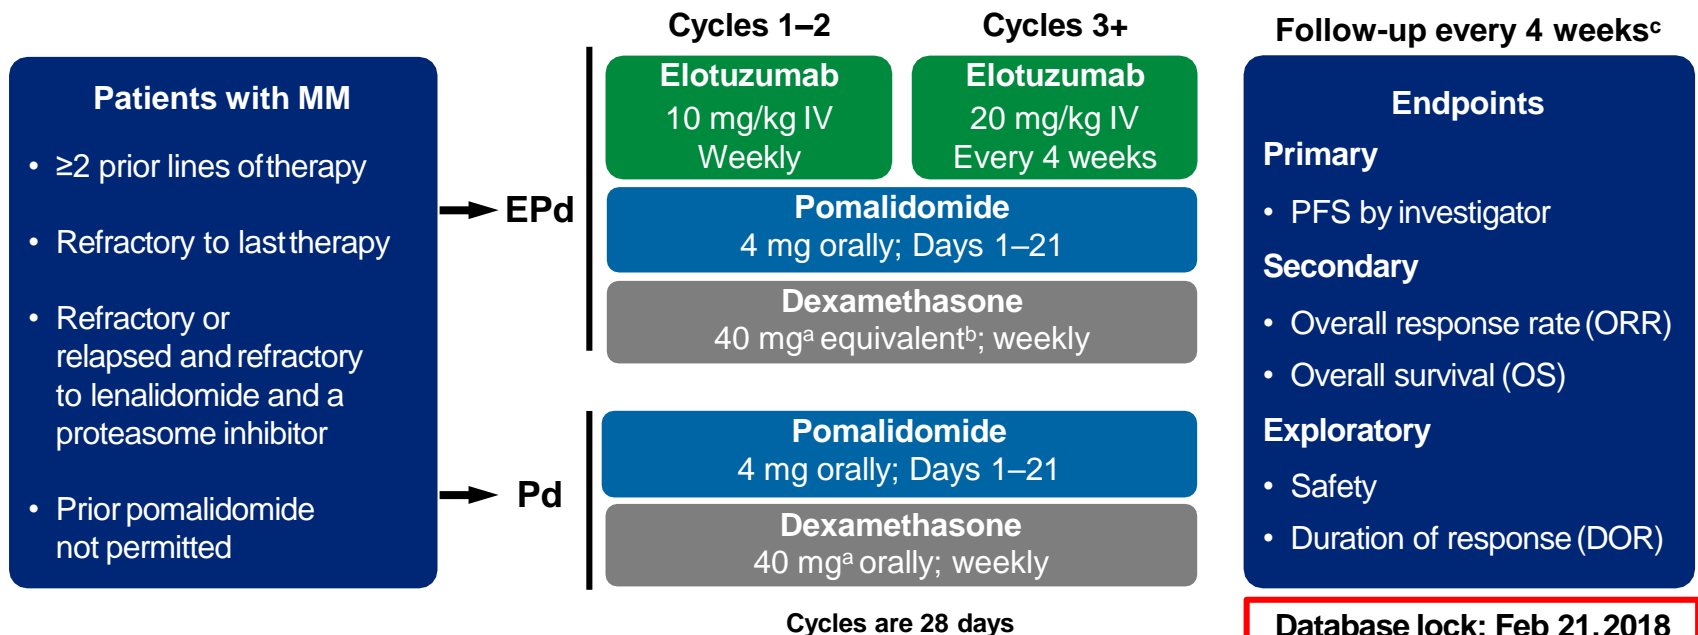 Patients with MM
• ≥2 prior lines of therapy
• Refractory to last therapy
• Refractory or
relapsed and refractory
to lenalidomide and a
proteasome inhibitor
• Prior pomalidomide
not permitted
EPd
Pd
Cycles 1–2
Cycles 3+
Elotuzumab
10 mg/kg IV
Weekly
Elotuzumab
20 mg/kg IV
Every 4 weeks
Pomalidomide
4 mg orally; Days 1–21
Dexamethasone
40 mgᵃ equivalentᵇ; weekly
Pomalidomide
4 mg orally; Days 1–21
Dexamethasone
40 mgᵃ orally; weekly
Cycles are 28 days
Follow-up every 4 weeksᶜ
Endpoints
Primary
• PFS by investigator
Secondary
• Overall response rate (ORR)
• Overall survival (OS)
Exploratory
• Safety
• Duration of response (DOR)
Database lock: Feb 21, 2018